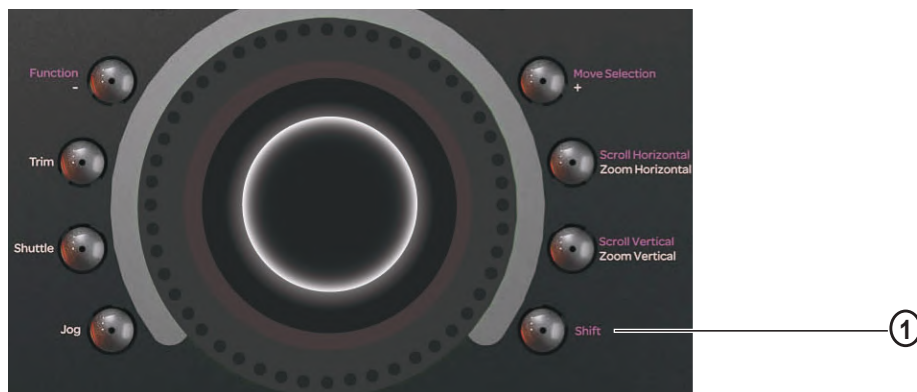 Function
-
Move Selection
+
Trim
Scroll Horizontal
Zoom Horizontal
Shuttle
Scroll Vertical
Zoom Vertical
Jog
Shift
1